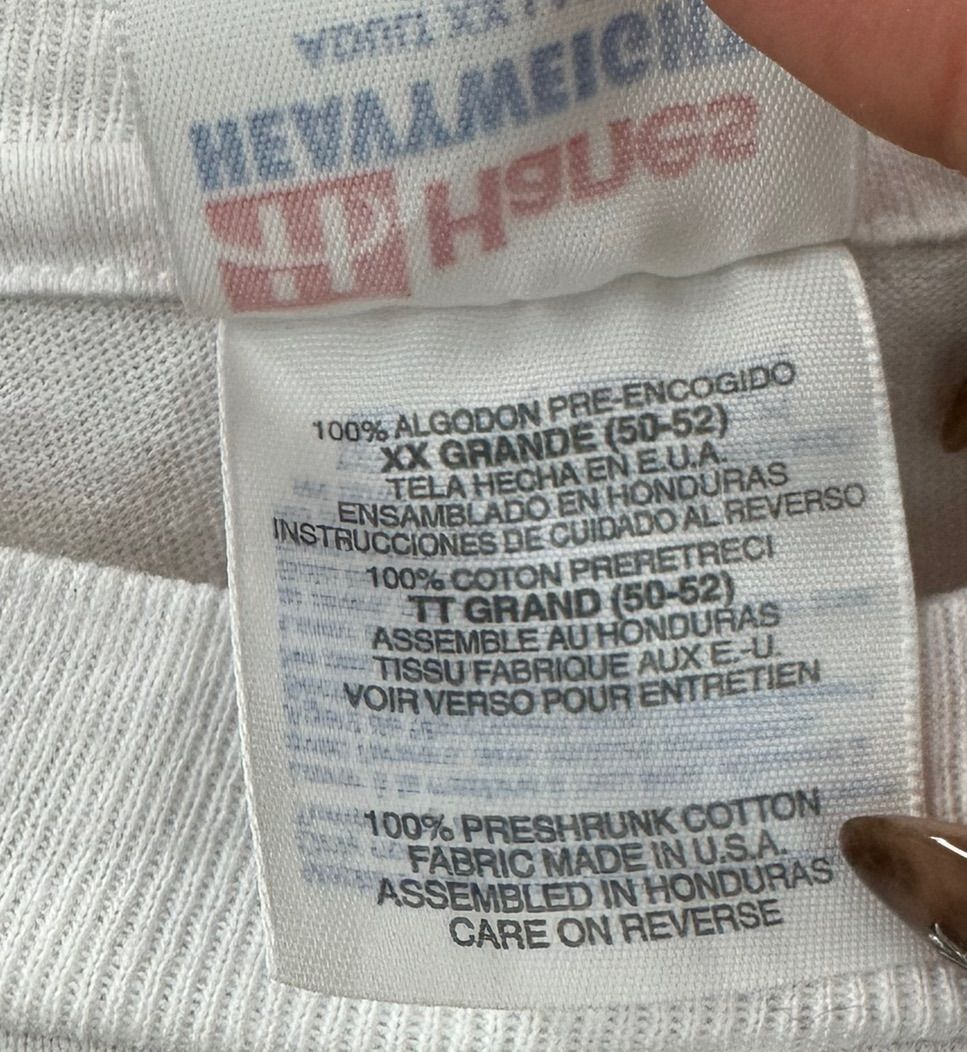 HEAVYWEIGH
Hanes
100% ALGODON PRE-ENCOGIDO
XX GRANDE (50-52)
TELA HECHA EN E.U.A.
ENSAMBLADO EN HONDURAS
INSTRUCCIONES DE CUIDADO AL REVERSO
100% COTON PRERETRECI
TT GRAND (50-52)
ASSEMBLE AU HONDURAS
TISSU FABRIQUE AUX E.-U.
VOIR VERSO POUR ENTRETIEN
100% PRESHRUNK COTTON
FABRIC MADE IN U.S.A.
ASSEMBLED IN HONDURAS
CARE ON REVERSE